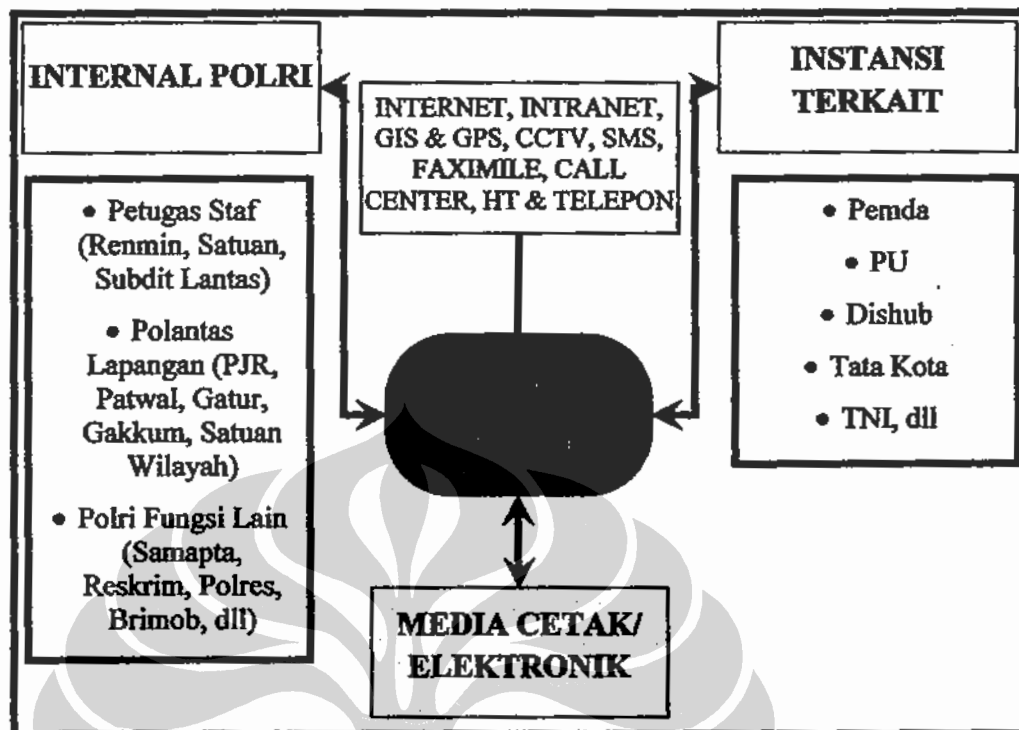 INTERNAL POLRI
• Petugas Staf
(Renmin, Satuan,
Subdit Lantas)
• Polantas
Lapangan (PJR,
Patwal, Gatur,
Gakkum, Satuan
Wilayah)
• Polri Fungsi Lain
(Samapta,
Reskrim, Polres,
Brimob, dll)
INTERNET, INTRANET,
GIS & GPS, CCTV, SMS,
FAXIMILE, CALL
CENTER, HT & TELEPON
INSTANSI
TERKAIT
• Pemda
• PU
• Dishub
• Tata Kota
• TNI, dll
MEDIA CETAK/
ELEKTRONIK